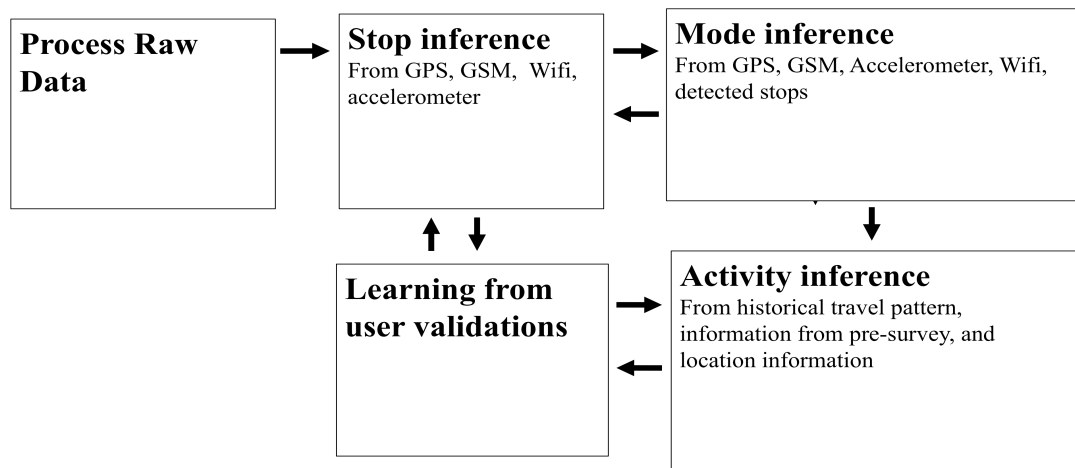 Process Raw
Data
Stop inference
From GPS, GSM, Wifi,
accelerometer
Mode inference
From GPS, GSM, Accelerometer, Wifi,
detected stops
Learning from
user validations
Activity inference
From historical travel pattern,
information from pre-survey, and
location information